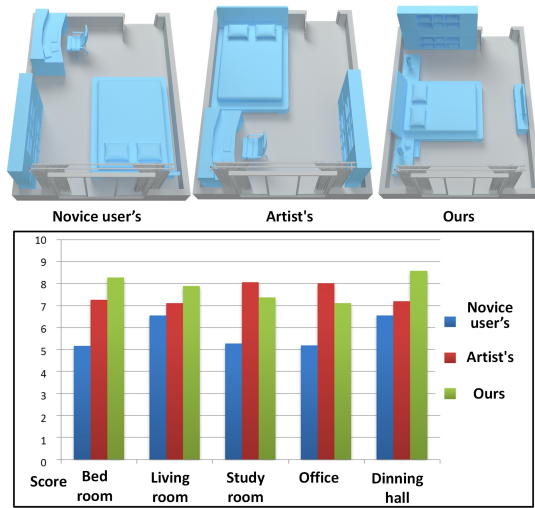 Novice user's Artist's Ours
10
9
8
7
6
5
4
3
2
1
0
Novice
user's
Artist's
Ours
Score Bed room Living room Study room Office Dinning hall